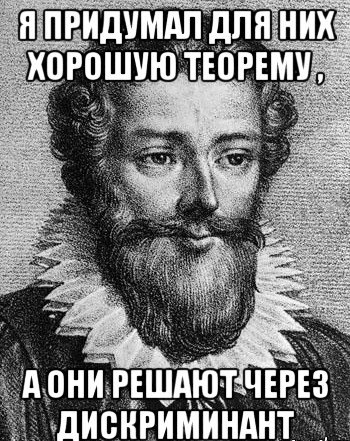 Я ПРИДУМАЛ ДЛЯ НИХ
ХОРОШУЮ ТЕОРЕМУ ,
А ОНИ РЕШАЮТ ЧЕРЕЗ
ДИСКРИМИНАНТ